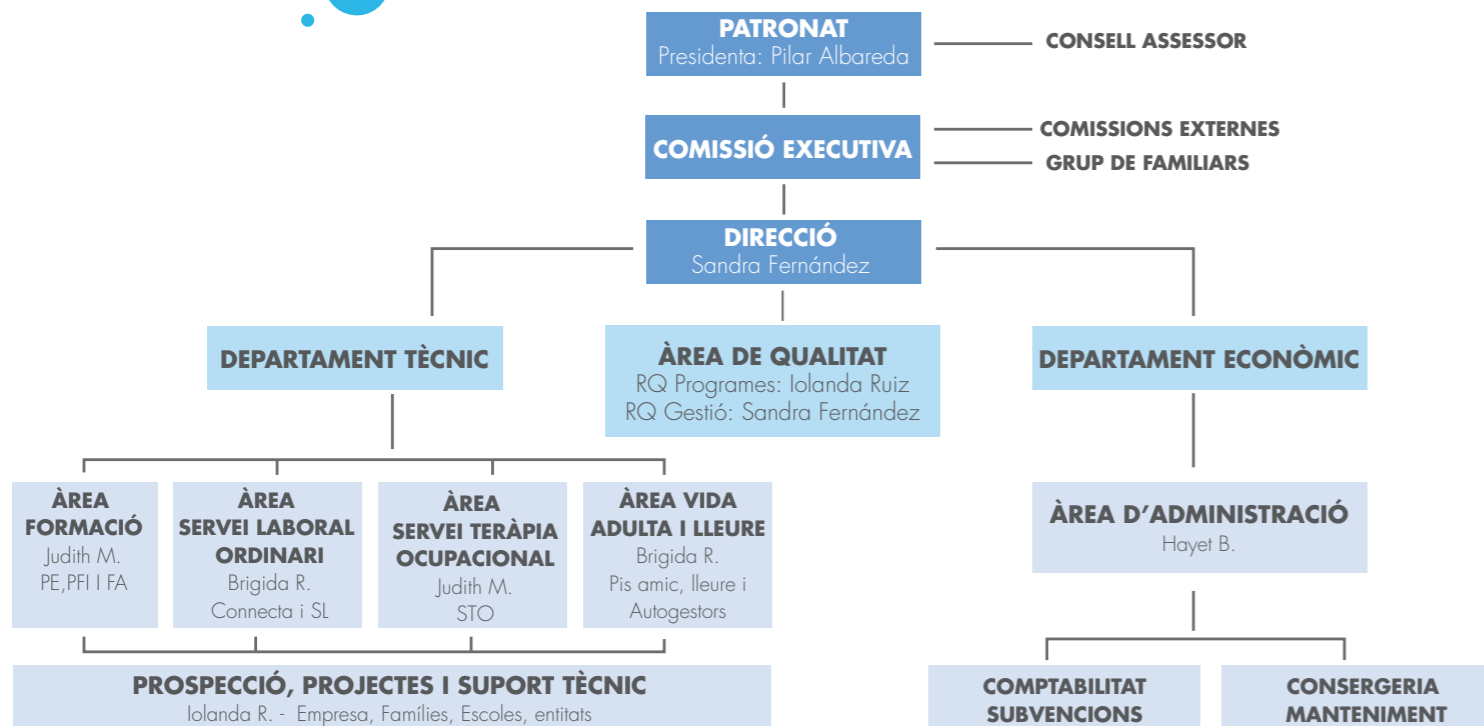 PATRONAT
Presidenta: Pilar Albareda
CONSELL ASSESSOR
COMISSIÓ EXECUTIVA
COMISSIONS EXTERNES
GRUP DE FAMILIARS
DIRECCIÓ
Sandra Fernández
DEPARTAMENT TÈCNIC
ÀREA DE QUALITAT
RQ Programes: Iolanda Ruiz
RQ Gestió: Sandra Fernández
DEPARTAMENT ECONÒMIC
ÀREA
FORMACIÓ
Judith M.
PE,PFI I FA
ÀREA
SERVEI LABORAL
ORDINARI
Brigida R.
Connecta i SL
ÀREA
SERVEI TERÀPIA
OCUPACIONAL
Judith M.
STO
ÀREA VIDA
ADULTA I LLEURE
Brigida R.
Pis amic, lleure i
Autogestors
ÀREA D’ADMINISTRACIÓ
Hayet B.
PROSPECCIÓ, PROJECTES I SUPORT TÈCNIC
Iolanda R. - Empresa, Famílies, Escoles, entitats
COMPTABILITAT
SUBVENCIONS
CONSERGERIA
MANTENIMENT